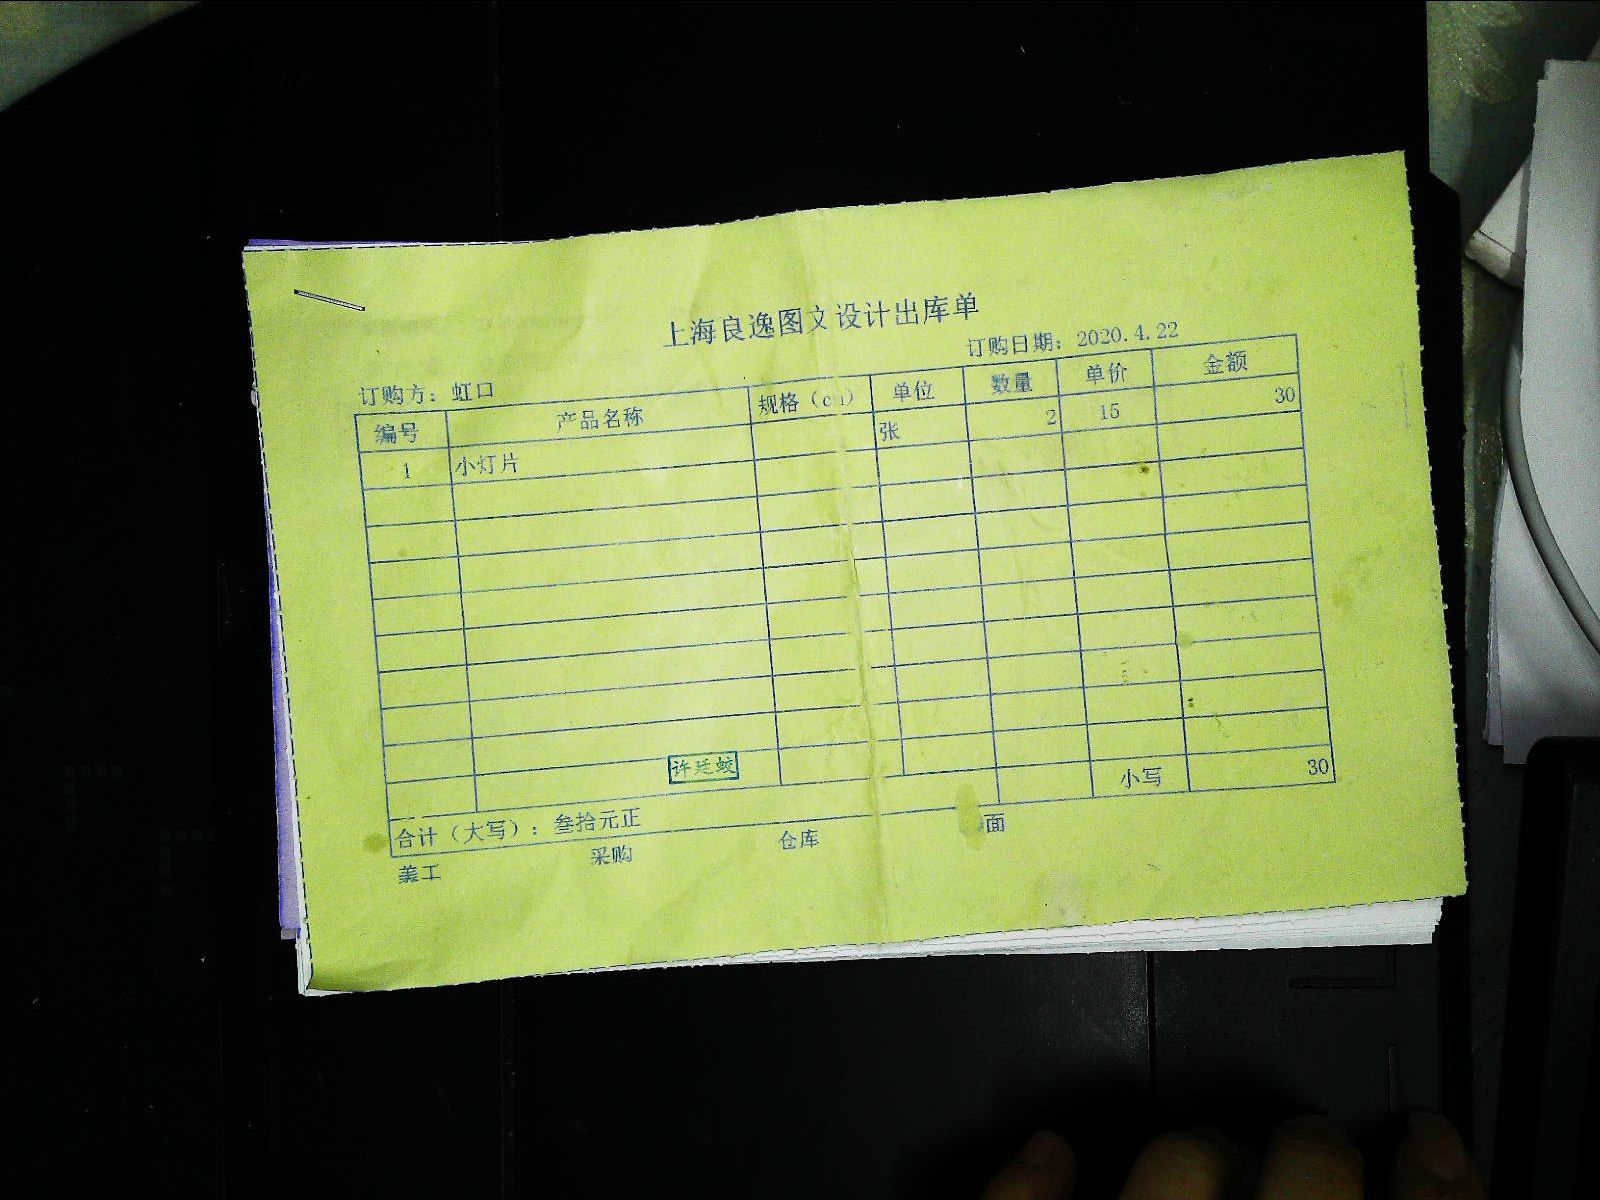 上海良逸图文设计出库单
订购方：虹口 订购日期：2020.4.22
编号 产品名称 规格（cm） 单位 数量 单价 金额
1 小灯片 张 2 15 30
许廷蛟
合计（大写）：叁拾元正 小写 30
美工 采购 仓库 面